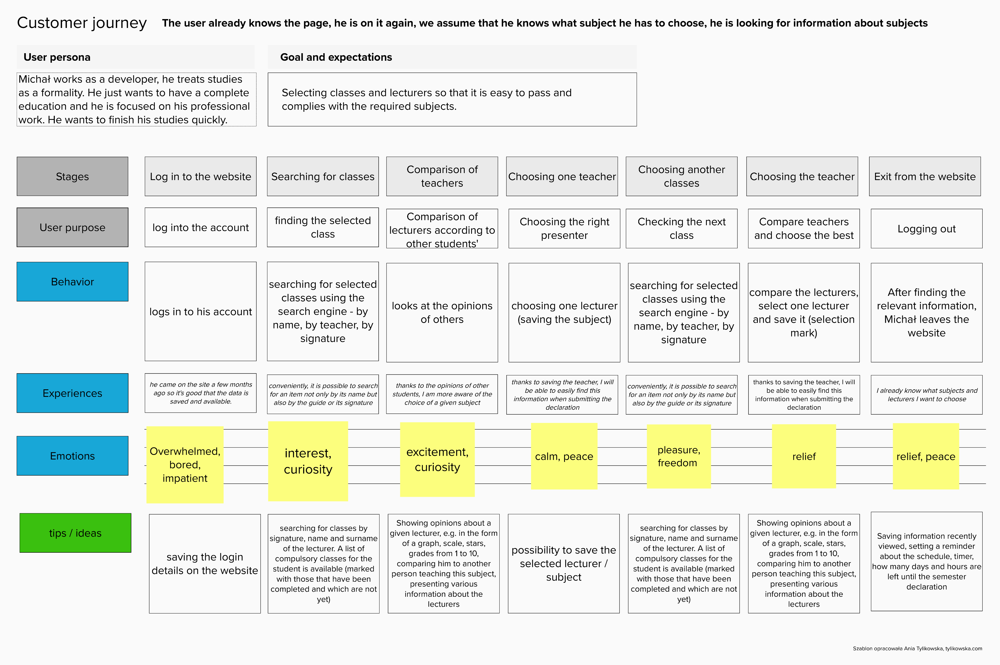 Customer journey
The user already knows the page, he is on it again, we assume that he knows what subject he has to choose, he is looking for information about subjects
User persona
Goal and expectations
Michał works as a developer, he treats studies
as a formality. He just wants to have a complete
education and he is focused on his professional
work. He wants to finish his studies quickly.
Selecting classes and lecturers so that it is easy to pass and
complies with the required subjects.
Stages
Log in to the website
Searching for classes
Comparison of
teachers
Choosing one teacher
Choosing another
classes
Choosing the teacher
Exit from the website
User purpose
log into the account
finding the selected
class
Comparison of
lecturers according to
other students'
Choosing the right
presenter
Checking the next
class
Compare teachers
and choose the best
Logging out
Behavior
logs in to his account
searching for selected
classes using the
search engine - by
name, by teacher, by
signature
looks at the opinions
of others
choosing one lecturer
(saving the subject)
searching for selected
classes using the
search engine - by
name, by teacher, by
signature
compare the lecturers,
select one lecturer
and save it (selection
mark)
After finding the
relevant information,
Michał leaves the
website
Experiences
he came on the site a few months
ago so it's good that the data is
saved and available.
conveniently, it is possible to search
for an item not only by its name but
also by the guide or its signature
thanks to the opinions of other
students, I am more aware of the
choice of a given subject
thanks to saving the teacher, I will
be able to easily find this
information when submitting the
declaration
conveniently, it is possible to search
for an item not only by its name but
also by the guide or its signature
thanks to saving the teacher, I will
be able to easily find this
information when submitting the
declaration
I already know what subjects and
lecturers I want to choose
Emotions
Overwhelmed,
bored,
impatient
interest,
curiosity
excitement,
curiosity
calm, peace
pleasure,
freedom
relief
relief, peace
tips / ideas
saving the login
details on the website
searching for classes by
signature, name and surname
of the lecturer. A list of
compulsory classes for the
student is available (marked
with those that have been
completed and which are not
yet)
Showing opinions about a
given lecturer, e.g. in the form
of a graph, scale, stars,
grades from 1 to 10,
comparing him to another
person teaching this subject,
presenting various
information about the
lecturers
possibility to save the
selected lecturer /
subject
searching for classes by
signature, name and surname
of the lecturer. A list of
compulsory classes for the
student is available (marked
with those that have been
completed and which are not
yet)
Showing opinions about a
given lecturer, e.g. in the form
of a graph, scale, stars,
grades from 1 to 10,
comparing him to another
person teaching this subject,
presenting various
information about the
lecturers
Saving information recently
viewed, setting a reminder
about the schedule, timer,
how many days and hours are
left until the semester
declaration
Szablon opracowała Ania Tylikowska, tylikowska.com